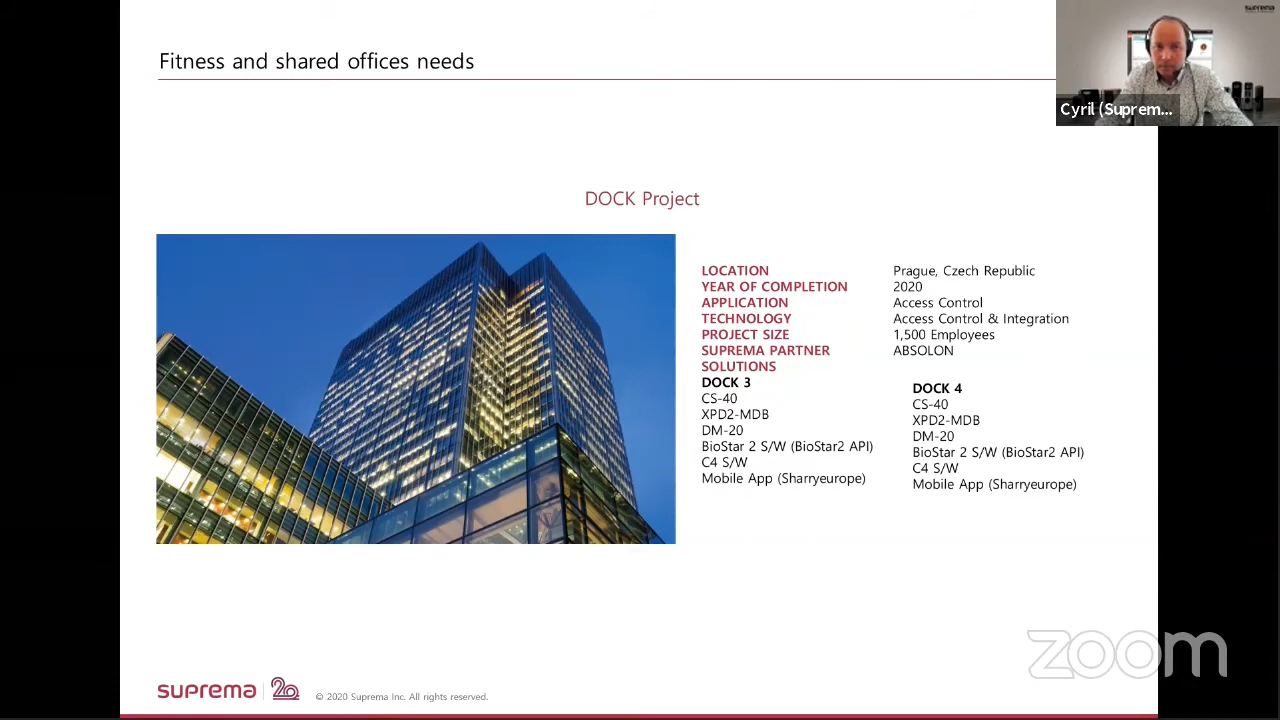 suprema
Fitness and shared offices needs
Cyril (Suprem...
DOCK Project
LOCATION Prague, Czech Republic
YEAR OF COMPLETION 2020
APPLICATION Access Control
TECHNOLOGY Access Control & Integration
PROJECT SIZE 1,500 Employees
SUPREMA PARTNER ABSOLON
SOLUTIONS
DOCK 3
CS-40
XPD2-MDB
DM-20
BioStar 2 S/W (BioStar2 API)
C4 S/W
Mobile App (Sharryeurope)
DOCK 4
CS-40
XPD2-MDB
DM-20
BioStar 2 S/W (BioStar2 API)
C4 S/W
Mobile App (Sharryeurope)
zoom
suprema 20 © 2020 Suprema Inc. All rights reserved.